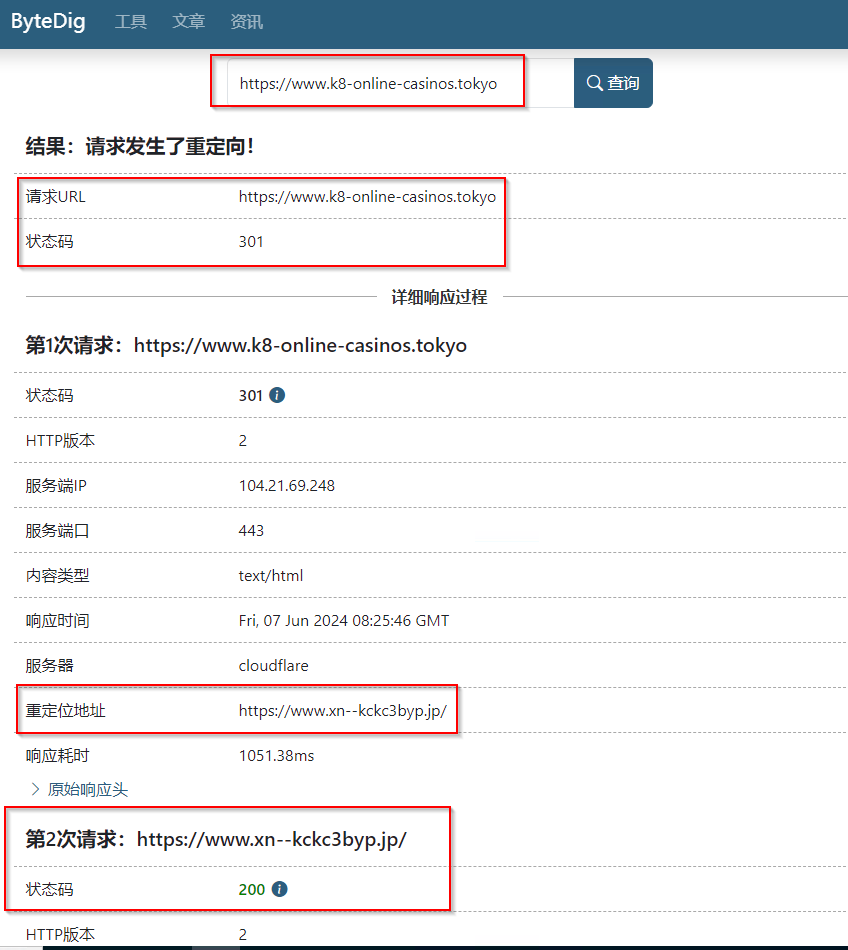 ByteDig 工具 文章 资讯
https://www.k8-online-casinos.tokyo 查询
结果：请求发生了重定向！
请求URL https://www.k8-online-casinos.tokyo
状态码 301
详细响应过程
第1次请求：https://www.k8-online-casinos.tokyo
状态码 301
HTTP版本 2
服务端IP 104.21.69.248
服务端口 443
内容类型 text/html
响应时间 Fri, 07 Jun 2024 08:25:46 GMT
服务器 cloudflare
重定位地址 https://www.xn--kckc3byp.jp/
响应耗时 1051.38ms
原始响应头
第2次请求：https://www.xn--kckc3byp.jp/
状态码 200
HTTP版本 2